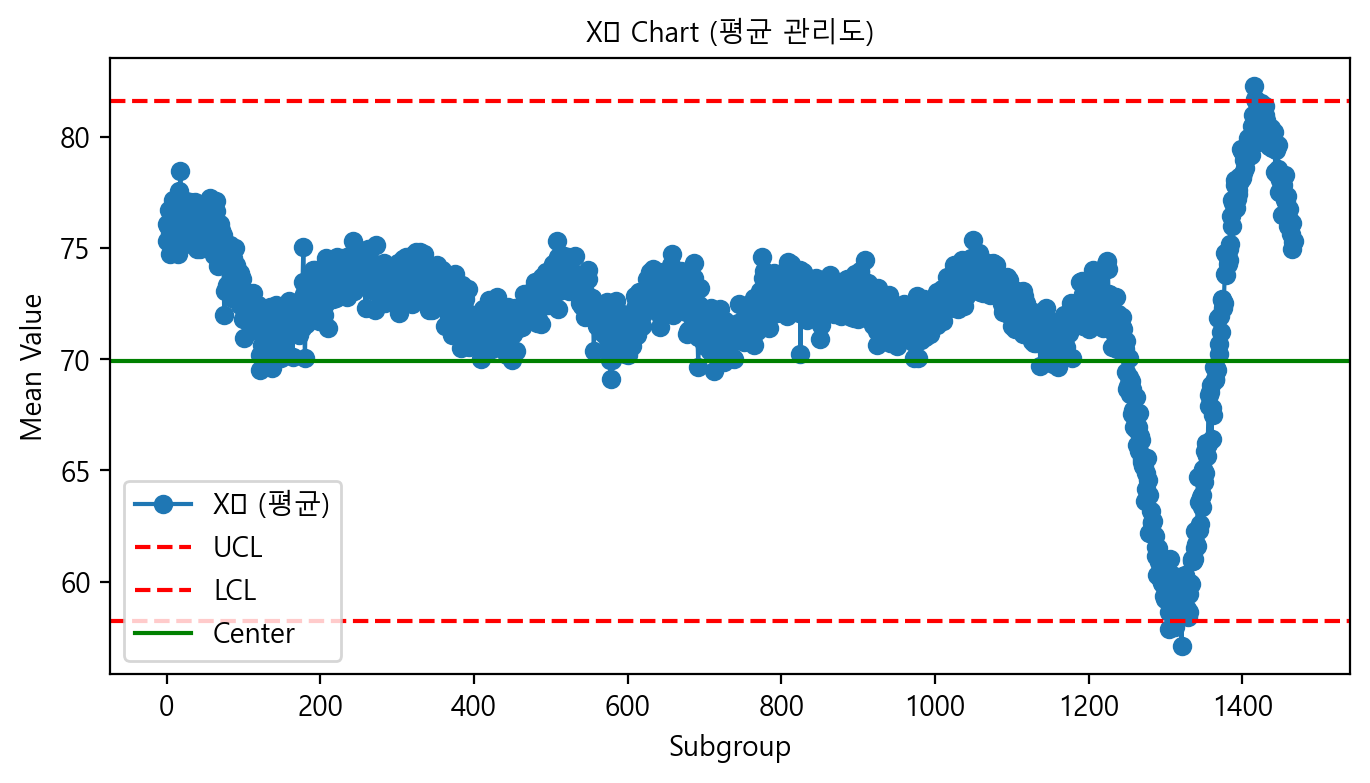 X▯ Chart (평균 관리도)
Mean Value
80
75
70
65
60
X▯ (평균)
UCL
LCL
Center
0 200 400 600 800 1000 1200 1400
Subgroup